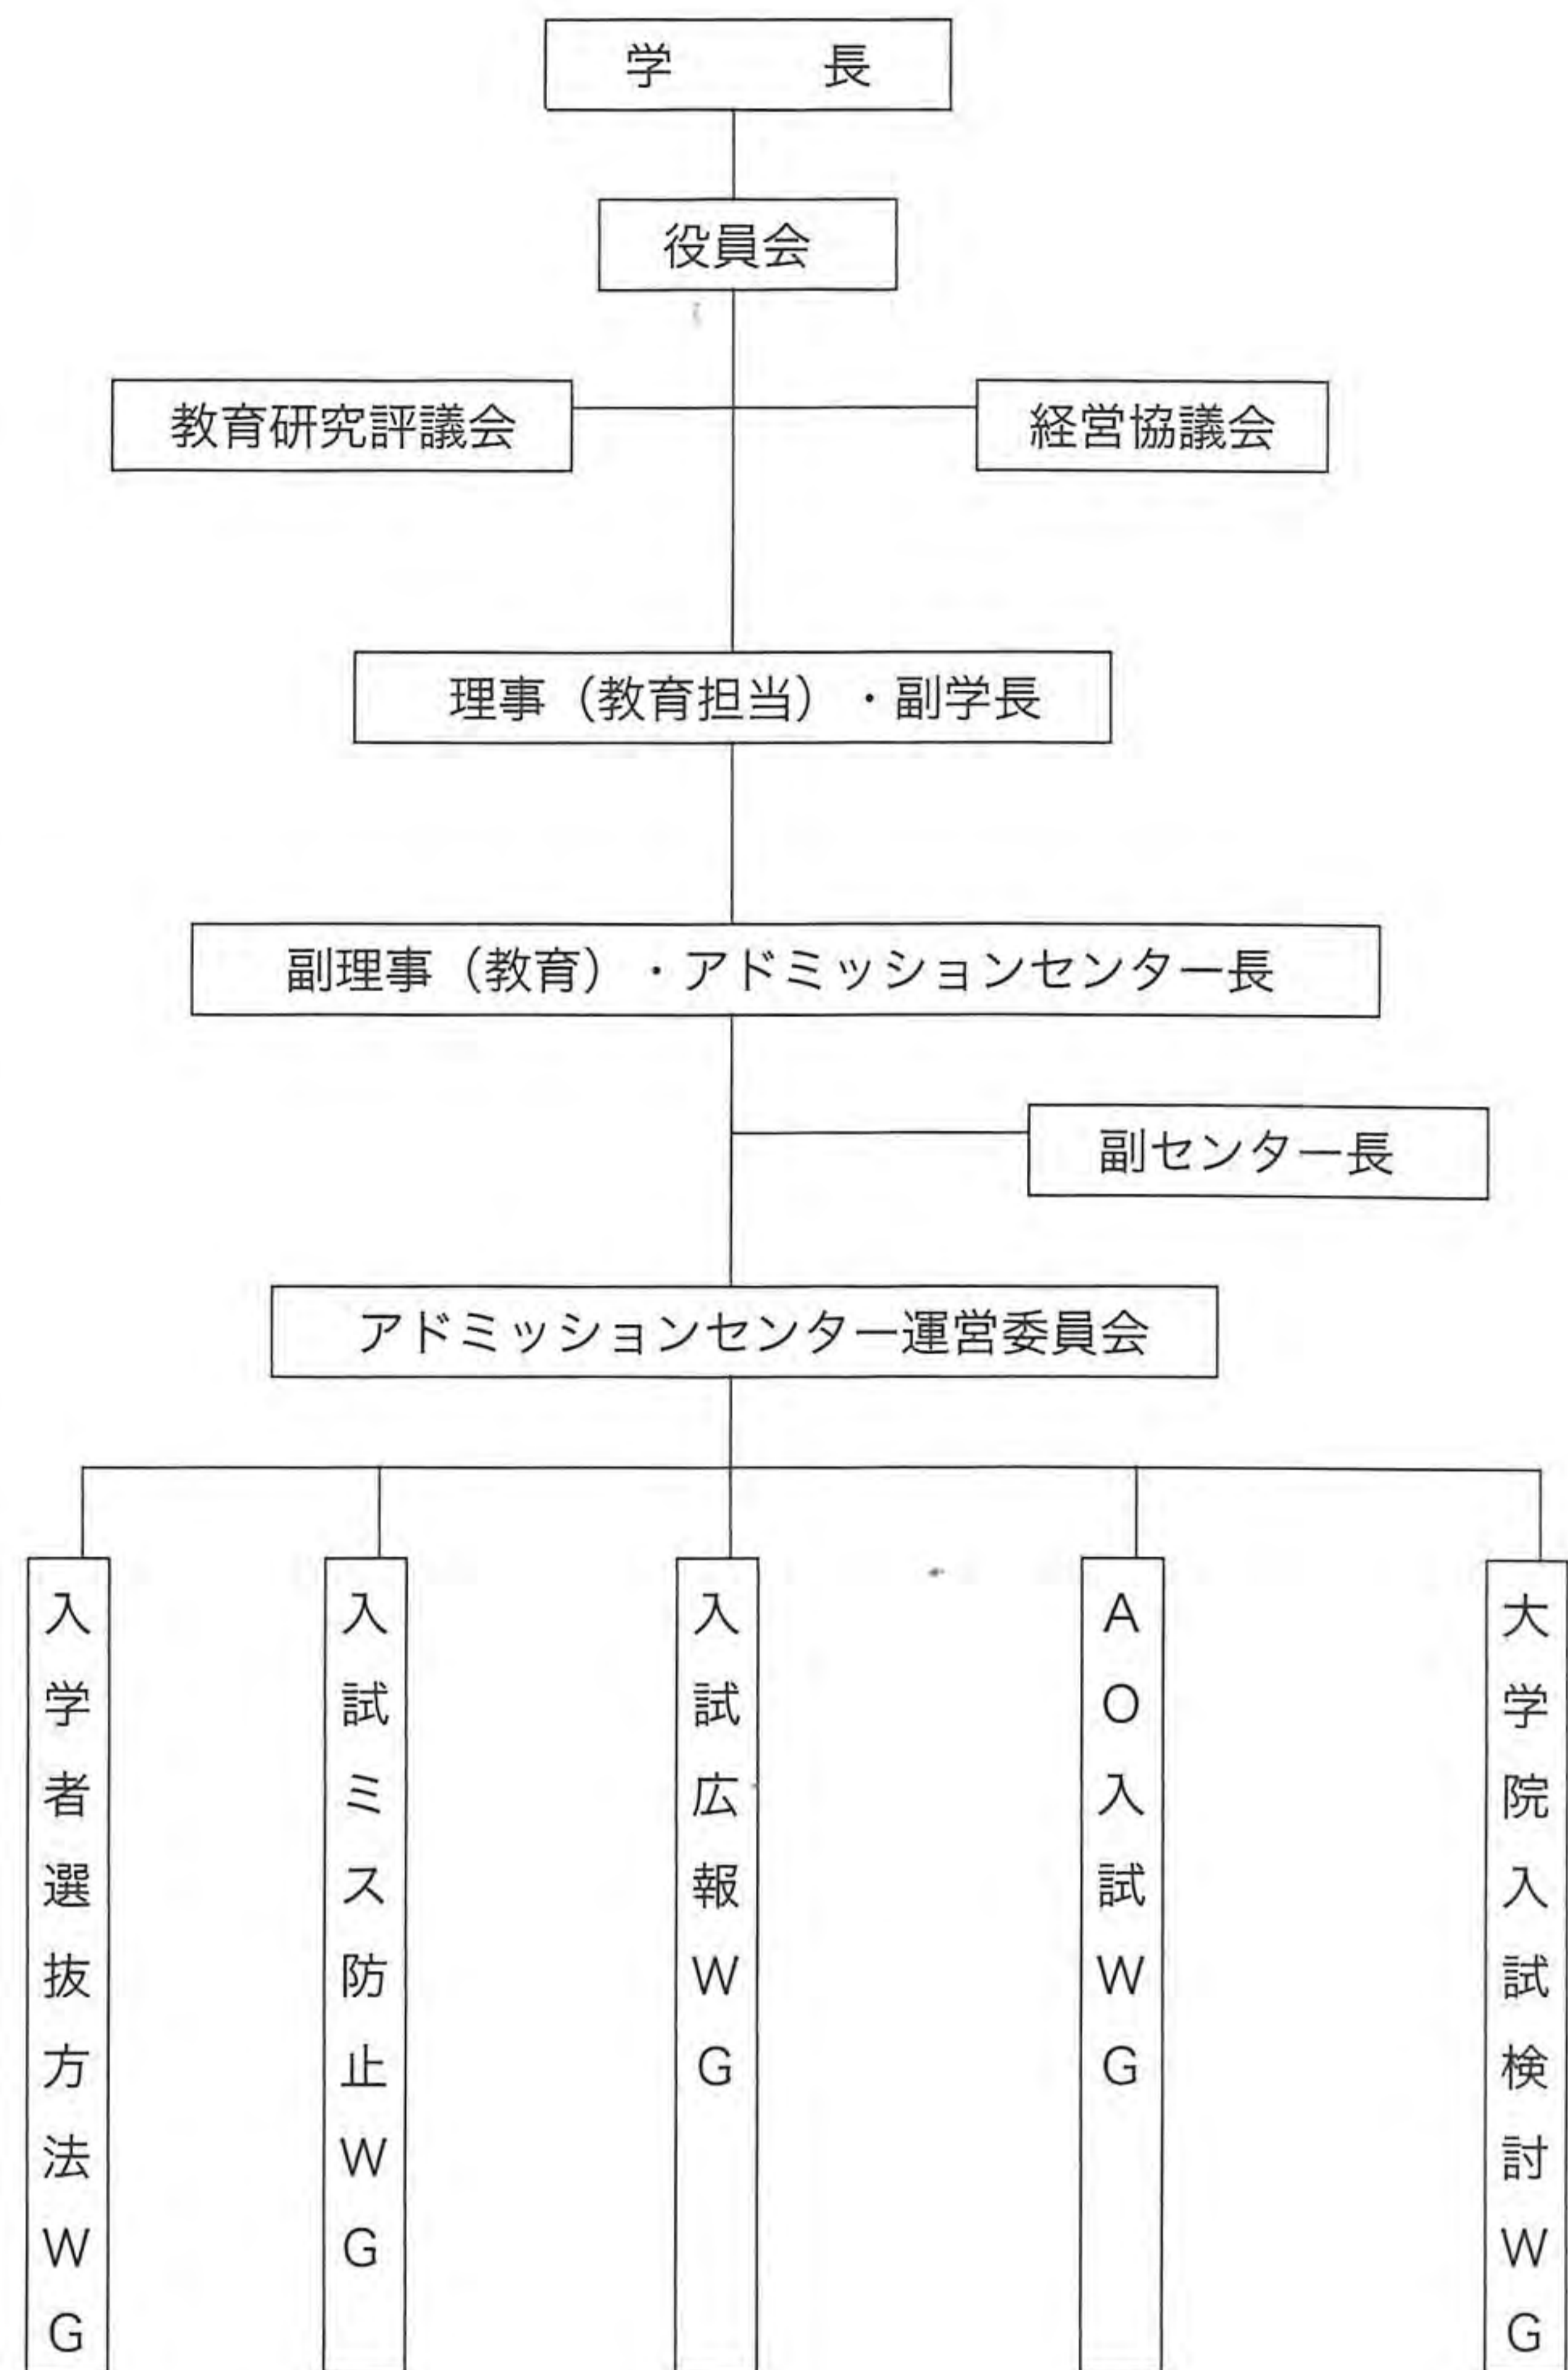 学 長
役員会
教育研究評議会
経営協議会
理事（教育担当）・副学長
副理事（教育）・アドミッションセンター長
副センター長
アドミッションセンター運営委員会
入学者選抜方法WG
入試ミス防止WG
入試広報WG
AO入試WG
大学院入試検討WG